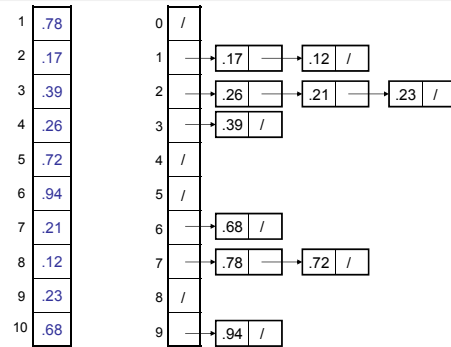 1 .78 0 /
2 .17 1 .17 .12 /
3 .39 2 .26 .21 .23 /
4 .26 3 .39 /
5 .72 4 /
6 .94 5 /
7 .21 6 .68 /
8 .12 7 .78 .72 /
9 .23 8 /
10 .68 9 .94 /